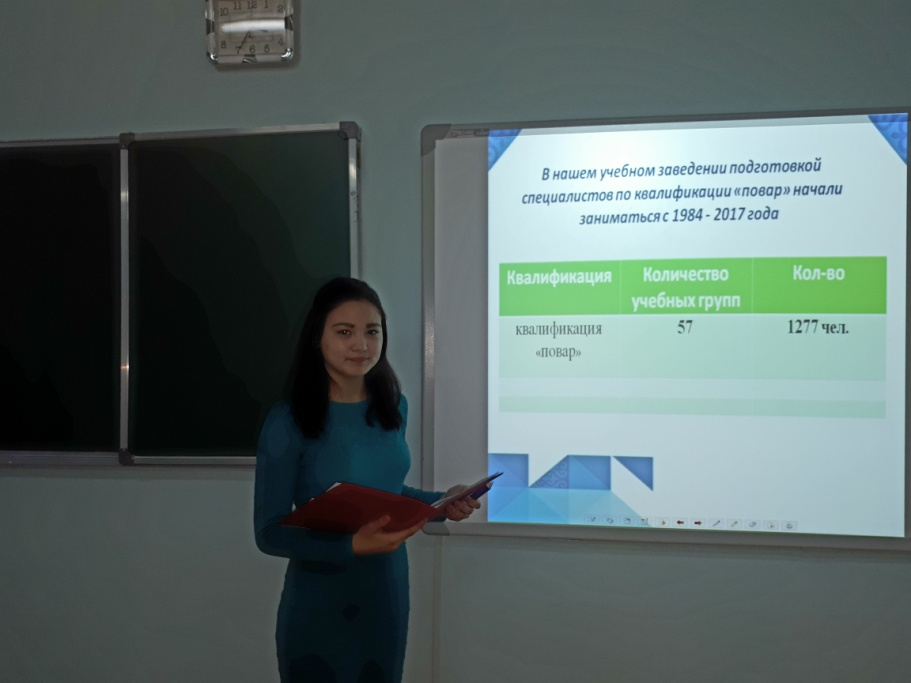 В нашем учебном заведении подготовкой
специалистов по квалификации «повар» начали
заниматься с 1984 - 2017 года
Квалификация Количество учебных групп Кол-во
квалификация «повар» 57 1277 чел.